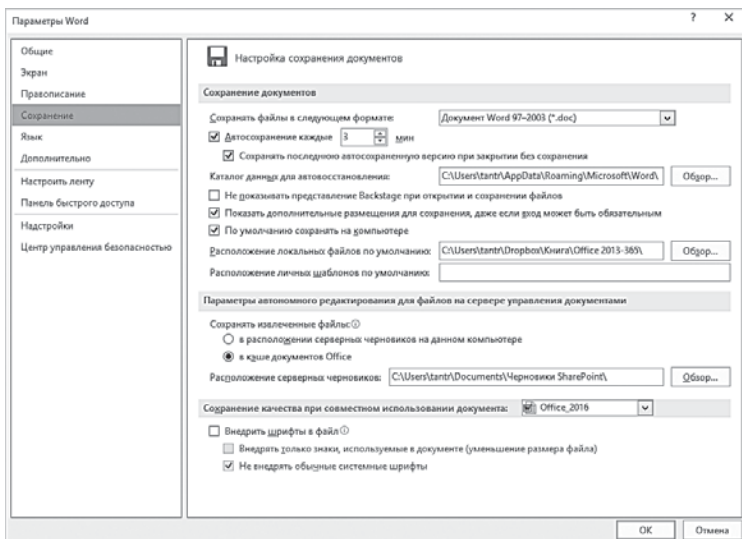 Параметры Word ? ×
Общие
Экран
Правописание
Сохранение
Язык
Дополнительно
Настроить ленту
Панель быстрого доступа
Надстройки
Центр управления безопасностью
Настройка сохранения документов
Сохранение документов
Сохранять файлы в следующем формате: Документ Word 97–2003 (*.doc)
Автосохранение каждые 3 мин
Сохранять последнюю автосохраненную версию при закрытии без сохранения
Каталог данных для автовосстановления: C:\Users\tantr\AppData\Roaming\Microsoft\Word\ Обзор...
Не показывать представление Backstage при открытии и сохранении файлов
Показать дополнительные размещения для сохранения, даже если вход может быть обязательным
По умолчанию сохранять на компьютере
Расположение локальных файлов по умолчанию: C:\Users\tantr\Dropbox\Книга\Office 2013-365\ Обзор...
Расположение личных шаблонов по умолчанию:
Параметры автономного редактирования для файлов на сервере управления документами
Сохранять извлеченные файлы:
в расположении серверных черновиков на данном компьютере
в кэше документов Office
Расположение серверных черновиков: C:\Users\tantr\Documents\Черновики SharePoint\ Обзор...
Сохранение качества при совместном использовании документа: Office_2016
Внедрить шрифты в файл
Внедрять только знаки, используемые в документе (уменьшение размера файла)
Не внедрять обычные системные шрифты
ОК Отмена